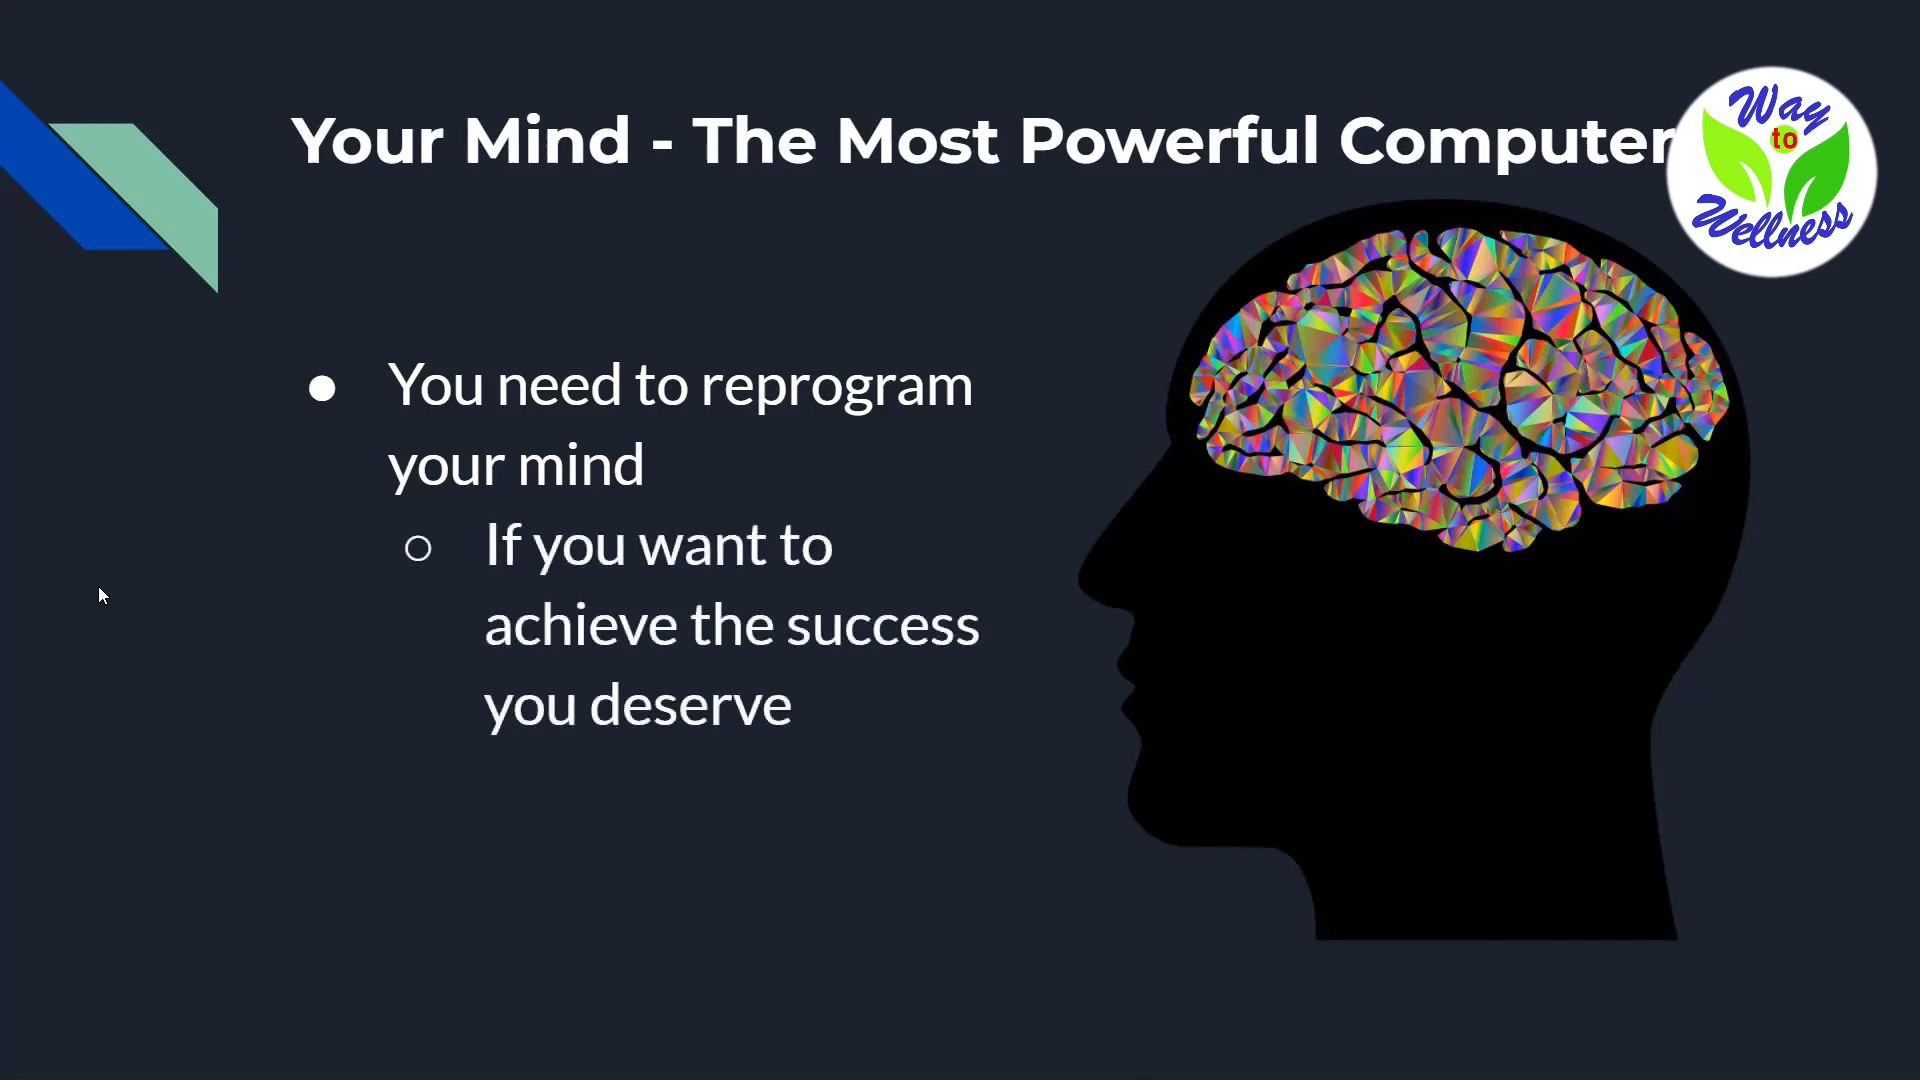 Your Mind - The Most Powerful Computer
Way
to
Wellness
● You need to reprogram
your mind
○ If you want to
achieve the success
you deserve